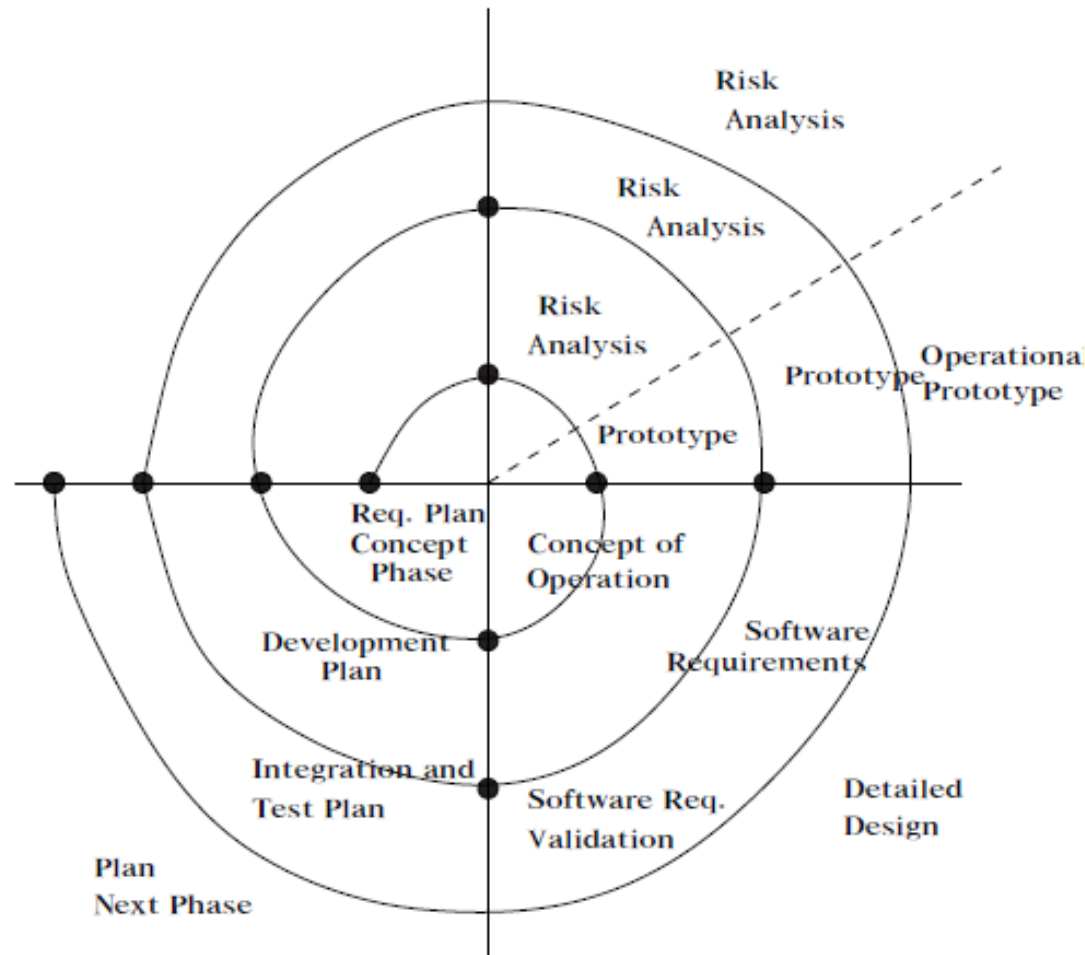 Risk
Analysis
Risk
Analysis
Risk
Analysis
Operational
Prototype
Prototype
Prototype
Req. Plan
Concept
Phase
Concept of
Operation
Development
Plan
Software
Requirements
Integration and
Test Plan
Software Req.
Validation
Detailed
Design
Plan
Next Phase